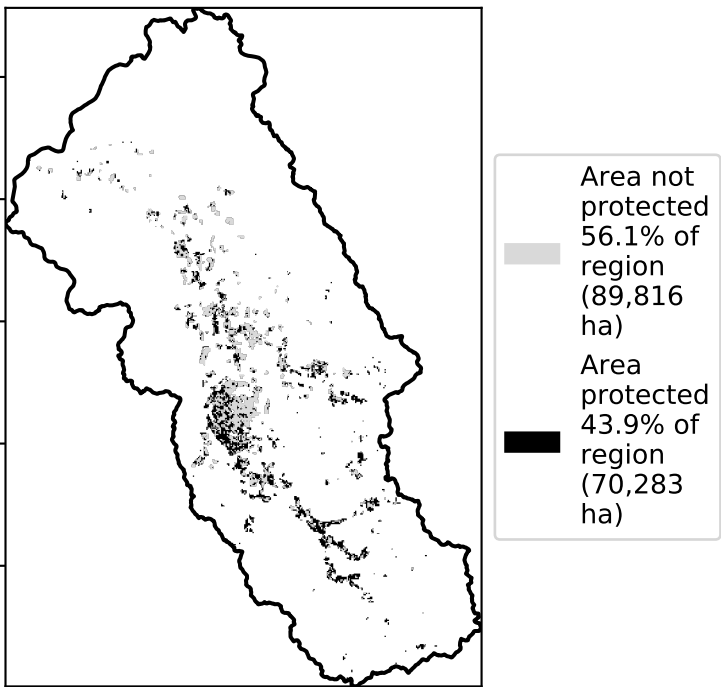 Area not
protected
56.1% of
region
(89,816
ha)
Area
protected
43.9% of
region
(70,283
ha)